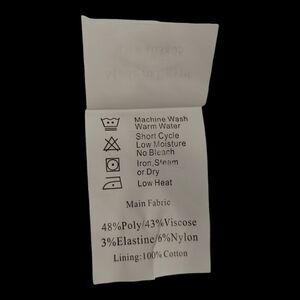 Machine Wash
Warm Water
Short Cycle
Low Moisture
No Bleach
Iron,Steam
or Dry
Low Heat
Main Fabric
48%Poly/43%Viscose
3%Elastine/6%Nylon
Lining:100% Cotton